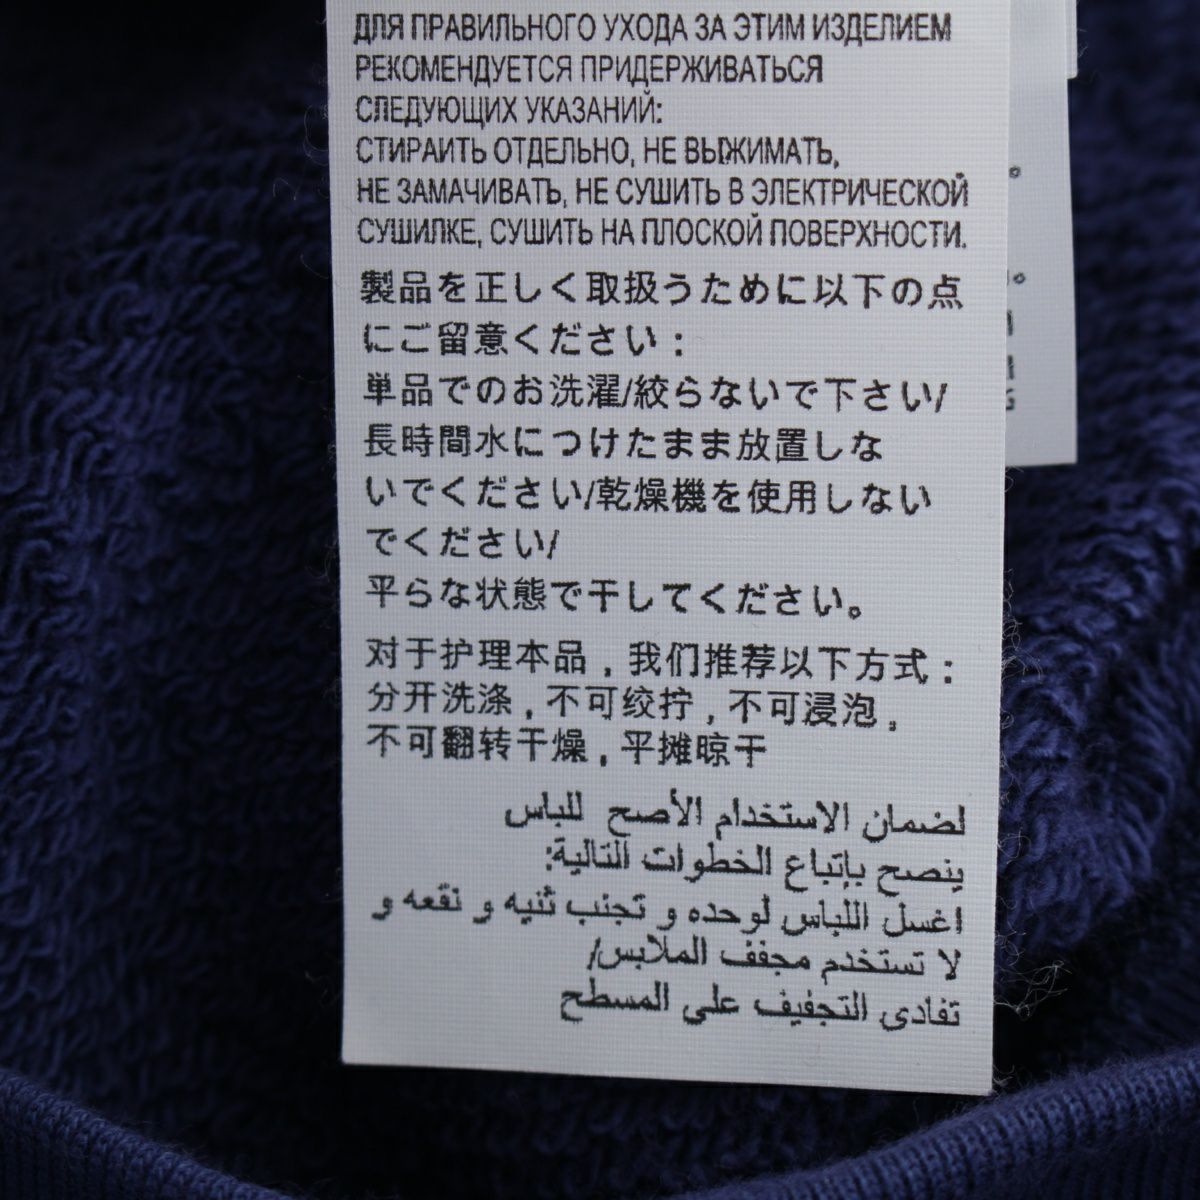 ДЛЯ ПРАВИЛЬНОГО УХОДА ЗА ЭТИМ ИЗДЕЛИЕМ
РЕКОМЕНДУЕТСЯ ПРИДЕРЖИВАТЬСЯ
СЛЕДУЮЩИХ УКАЗАНИЙ:
СТИРАИТЬ ОТДЕЛЬНО, НЕ ВЫЖИМАТЬ,
НЕ ЗАМАЧИВАТЬ, НЕ СУШИТЬ В ЭЛЕКТРИЧЕСКОЙ
СУШИЛКЕ, СУШИТЬ НА ПЛОСКОЙ ПОВЕРХНОСТИ.
製品を正しく取扱うために以下の点
にご留意ください：
単品でのお洗濯/絞らないで下さい/
長時間水につけたまま放置しな
いでください/乾燥機を使用しない
でください/
平らな状態で干してください。
对于护理本品，我们推荐以下方式：
分开洗涤，不可绞拧，不可浸泡，
不可翻转干燥，平摊晾干
لضمان الاستخدام الأصح للباس
ينصح بإتباع الخطوات التالية:
اغسل اللباس لوحده و تجنب ثنيه و نقعه و
لا تستخدم مجفف الملابس/
تفادى التجفيف على المسطح